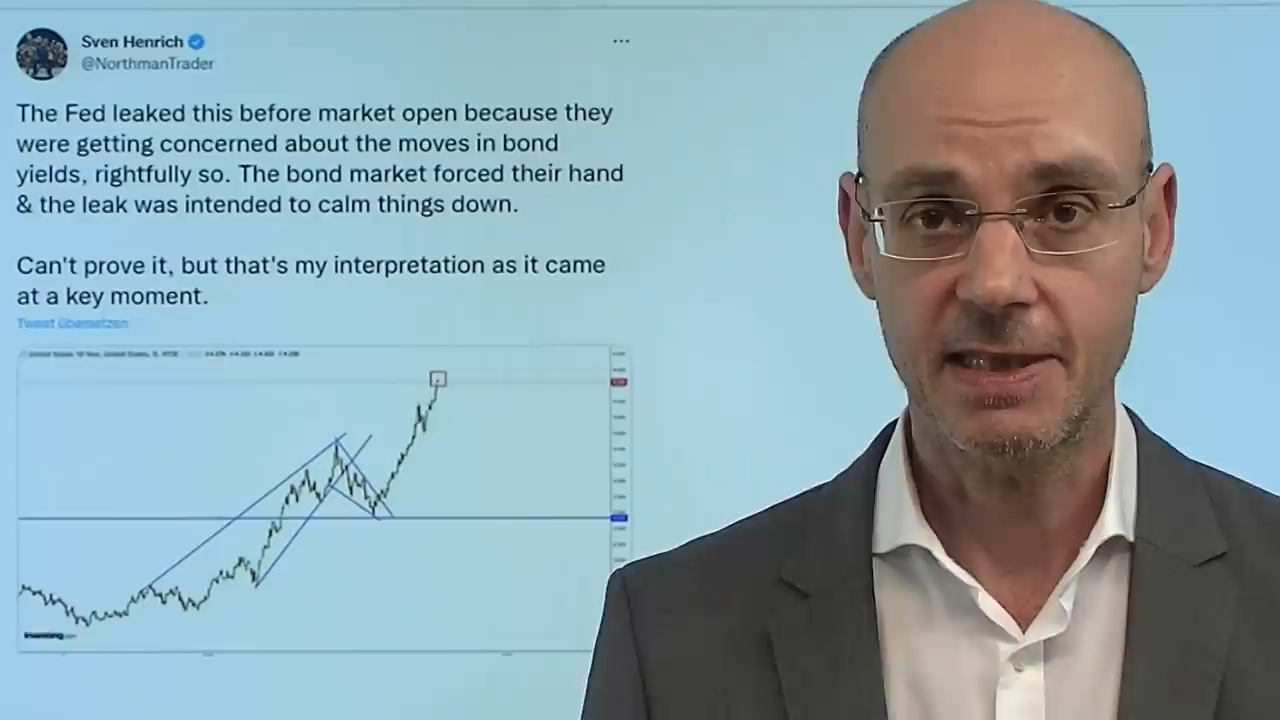 Sven Henrich
@NorthmanTrader
The Fed leaked this before market open because they
were getting concerned about the moves in bond
yields, rightfully so. The bond market forced their hand
& the leak was intended to calm things down.
Can't prove it, but that's my interpretation as it came
at a key moment.
Tweet übersetzen
Investing.com